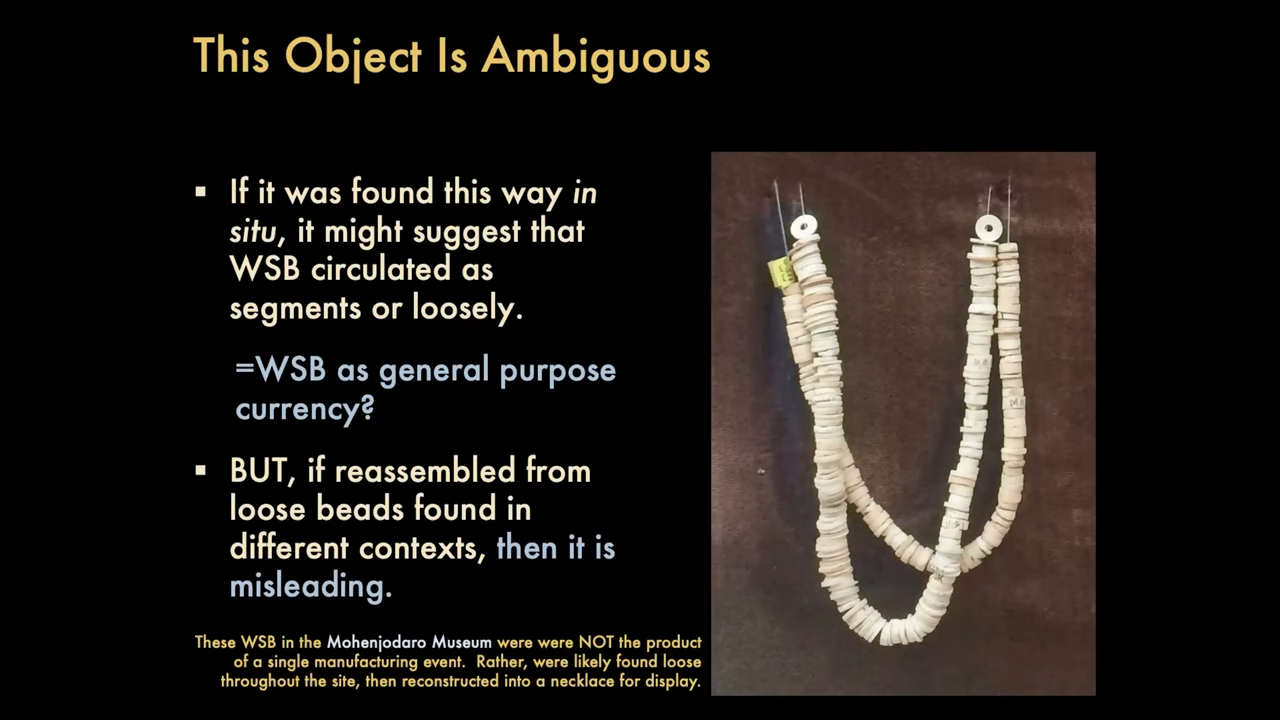 This Object Is Ambiguous
▪ If it was found this way in
situ, it might suggest that
WSB circulated as
segments or loosely.
=WSB as general purpose
currency?
▪ BUT, if reassembled from
loose beads found in
different contexts, then it is
misleading.
These WSB in the Mohenjodaro Museum were were NOT the product
of a single manufacturing event. Rather, were likely found loose
throughout the site, then reconstructed into a necklace for display.